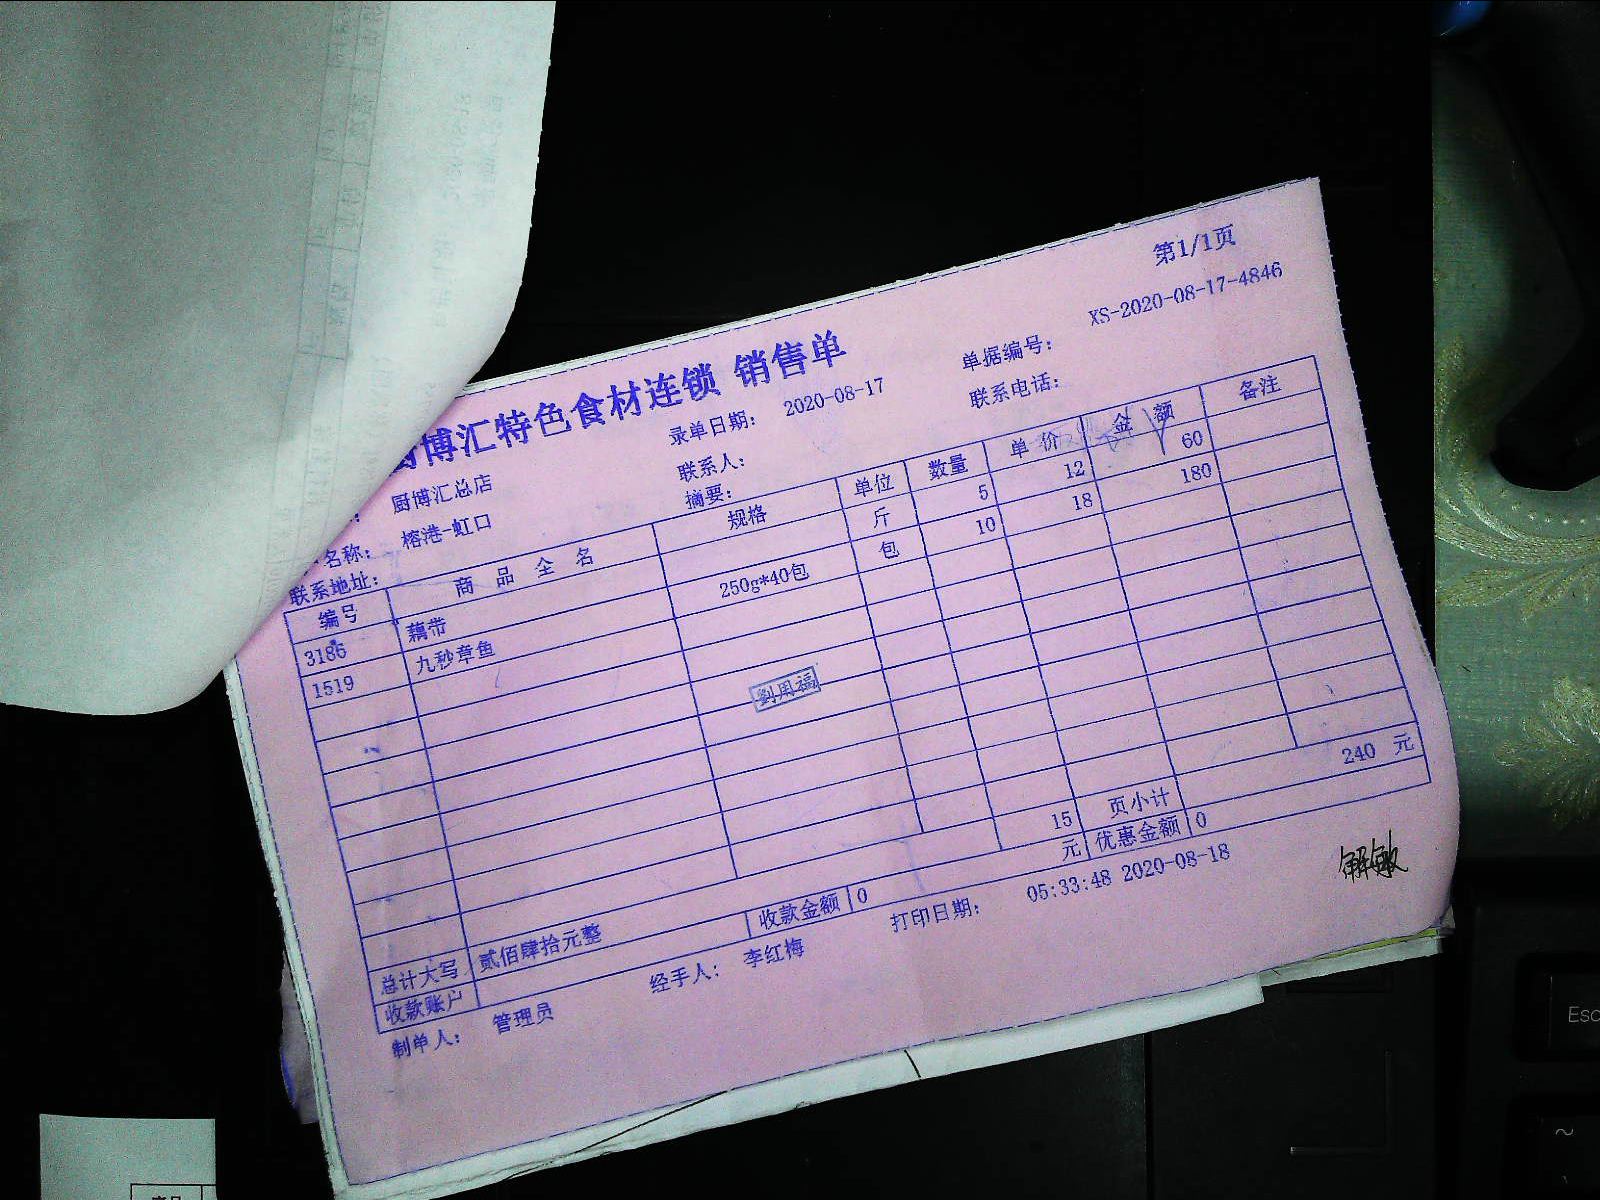 第1/1页
博汇特色食材连锁 销售单
录单日期： 2020-08-17 单据编号： XS-2020-08-17-4846
厨博汇总店 联系人： 联系电话：
名称： 榕港-虹口 摘要：
联系地址：
编号 商品全名 规格 单位 数量 单价 金额 备注
3186 藕带 斤 5 12 60
1519 九秒章鱼 250g*40包 包 10 18 180
劉用福
15 页小计 240 元
总计大写 贰佰肆拾元整 元 优惠金额 0
收款账户 收款金额 0
制单人： 管理员 经手人： 李红梅 打印日期： 05:33:48 2020-08-18
解敏
Esc
~